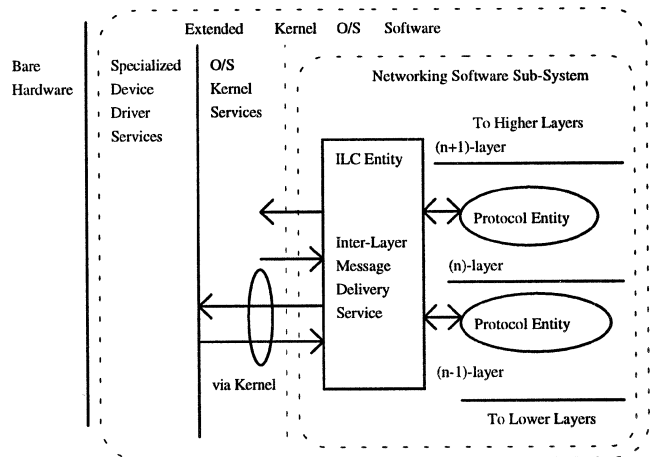 Extended Kernel O/S Software
Bare
Hardware
Specialized
Device
Driver
Services
O/S
Kernel
Services
Networking Software Sub-System
To Higher Layers
(n+1)-layer
ILC Entity
Protocol Entity
Inter-Layer
Message
Delivery
Service
(n)-layer
Protocol Entity
(n-1)-layer
via Kernel
To Lower Layers